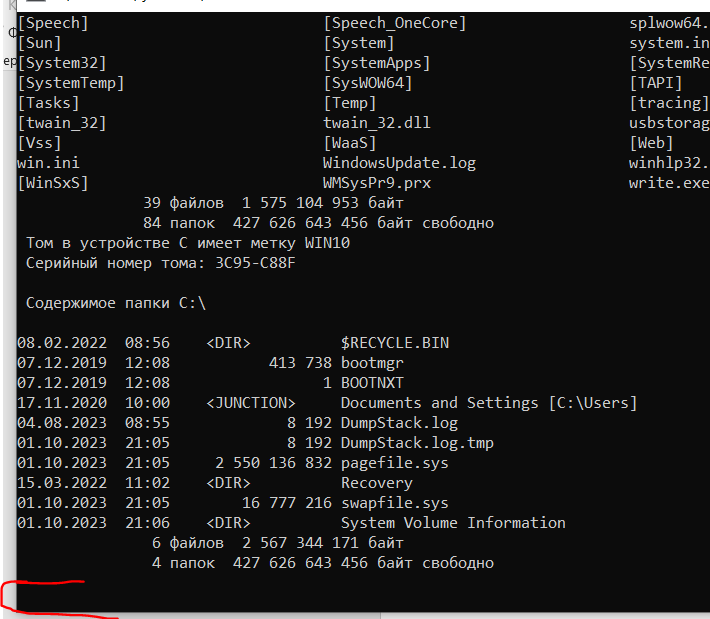 [Speech] [Speech_OneCore] splwow64.
[Sun] [System] system.in
[System32] [SystemApps] [SystemRe
[SystemTemp] [SysWOW64] [TAPI]
[Tasks] [Temp] [tracing]
[twain_32] twain_32.dll usbstorag
[Vss] [WaaS] [Web]
win.ini WindowsUpdate.log winhlp32.
[WinSxS] WMSysPr9.prx write.exe
39 файлов 1 575 104 953 байт
84 папок 427 626 643 456 байт свободно
Том в устройстве C имеет метку WIN10
Серийный номер тома: 3C95-C88F
Содержимое папки C:\
08.02.2022 08:56 <DIR> $RECYCLE.BIN
07.12.2019 12:08 413 738 bootmgr
07.12.2019 12:08 1 BOOTNXT
17.11.2020 10:00 <JUNCTION> Documents and Settings [C:\Users]
04.08.2023 08:55 8 192 DumpStack.log
01.10.2023 21:05 8 192 DumpStack.log.tmp
01.10.2023 21:05 2 550 136 832 pagefile.sys
15.03.2022 11:02 <DIR> Recovery
01.10.2023 21:05 16 777 216 swapfile.sys
01.10.2023 21:06 <DIR> System Volume Information
6 файлов 2 567 344 171 байт
4 папок 427 626 643 456 байт свободно